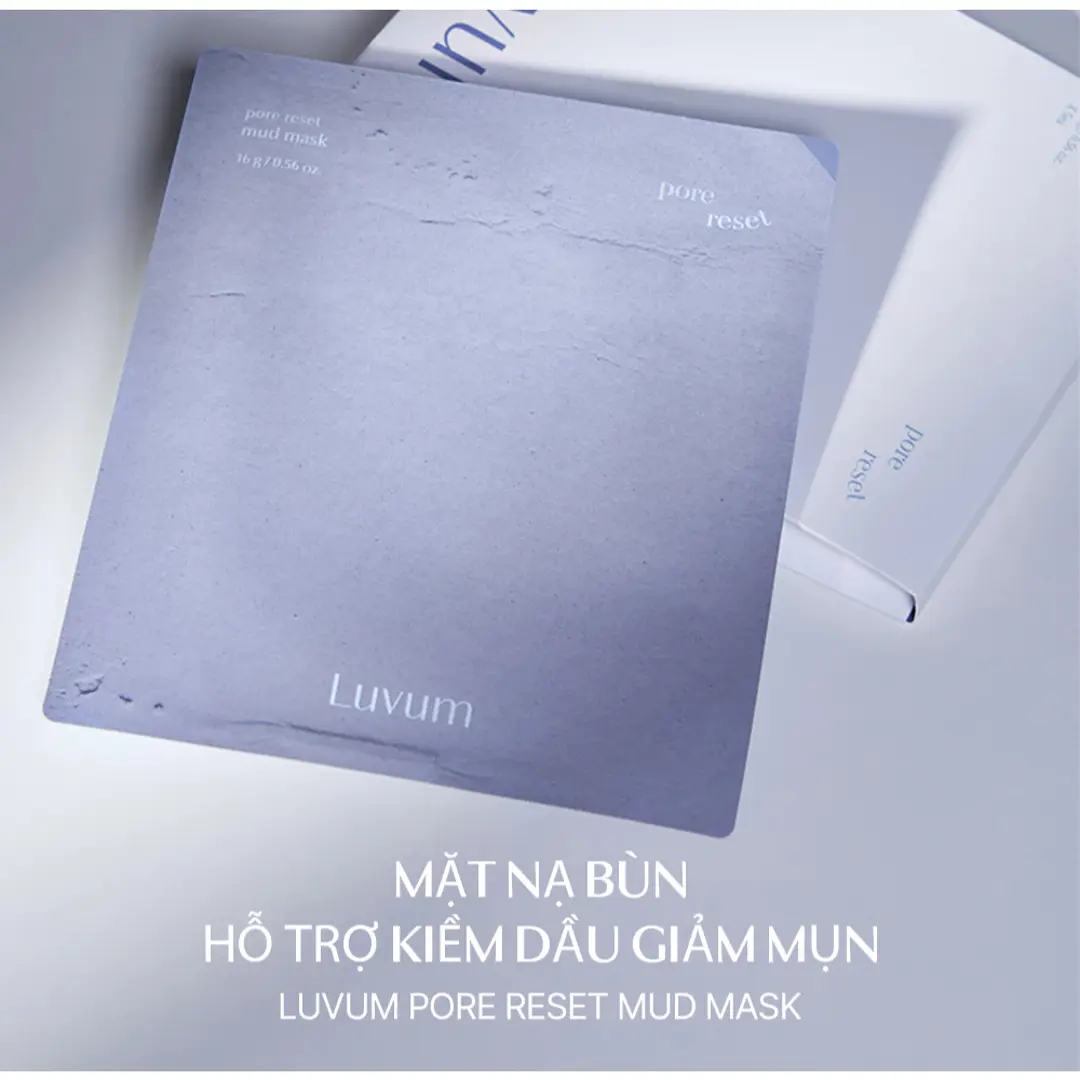 pore reset
mud mask
16 g / 0.56 oz.
pore
reset
pore
reset
Luvum
MẶT NẠ BÙN
HỖ TRỢ KIỀM DẦU GIẢM MỤN
LUVUM PORE RESET MUD MASK